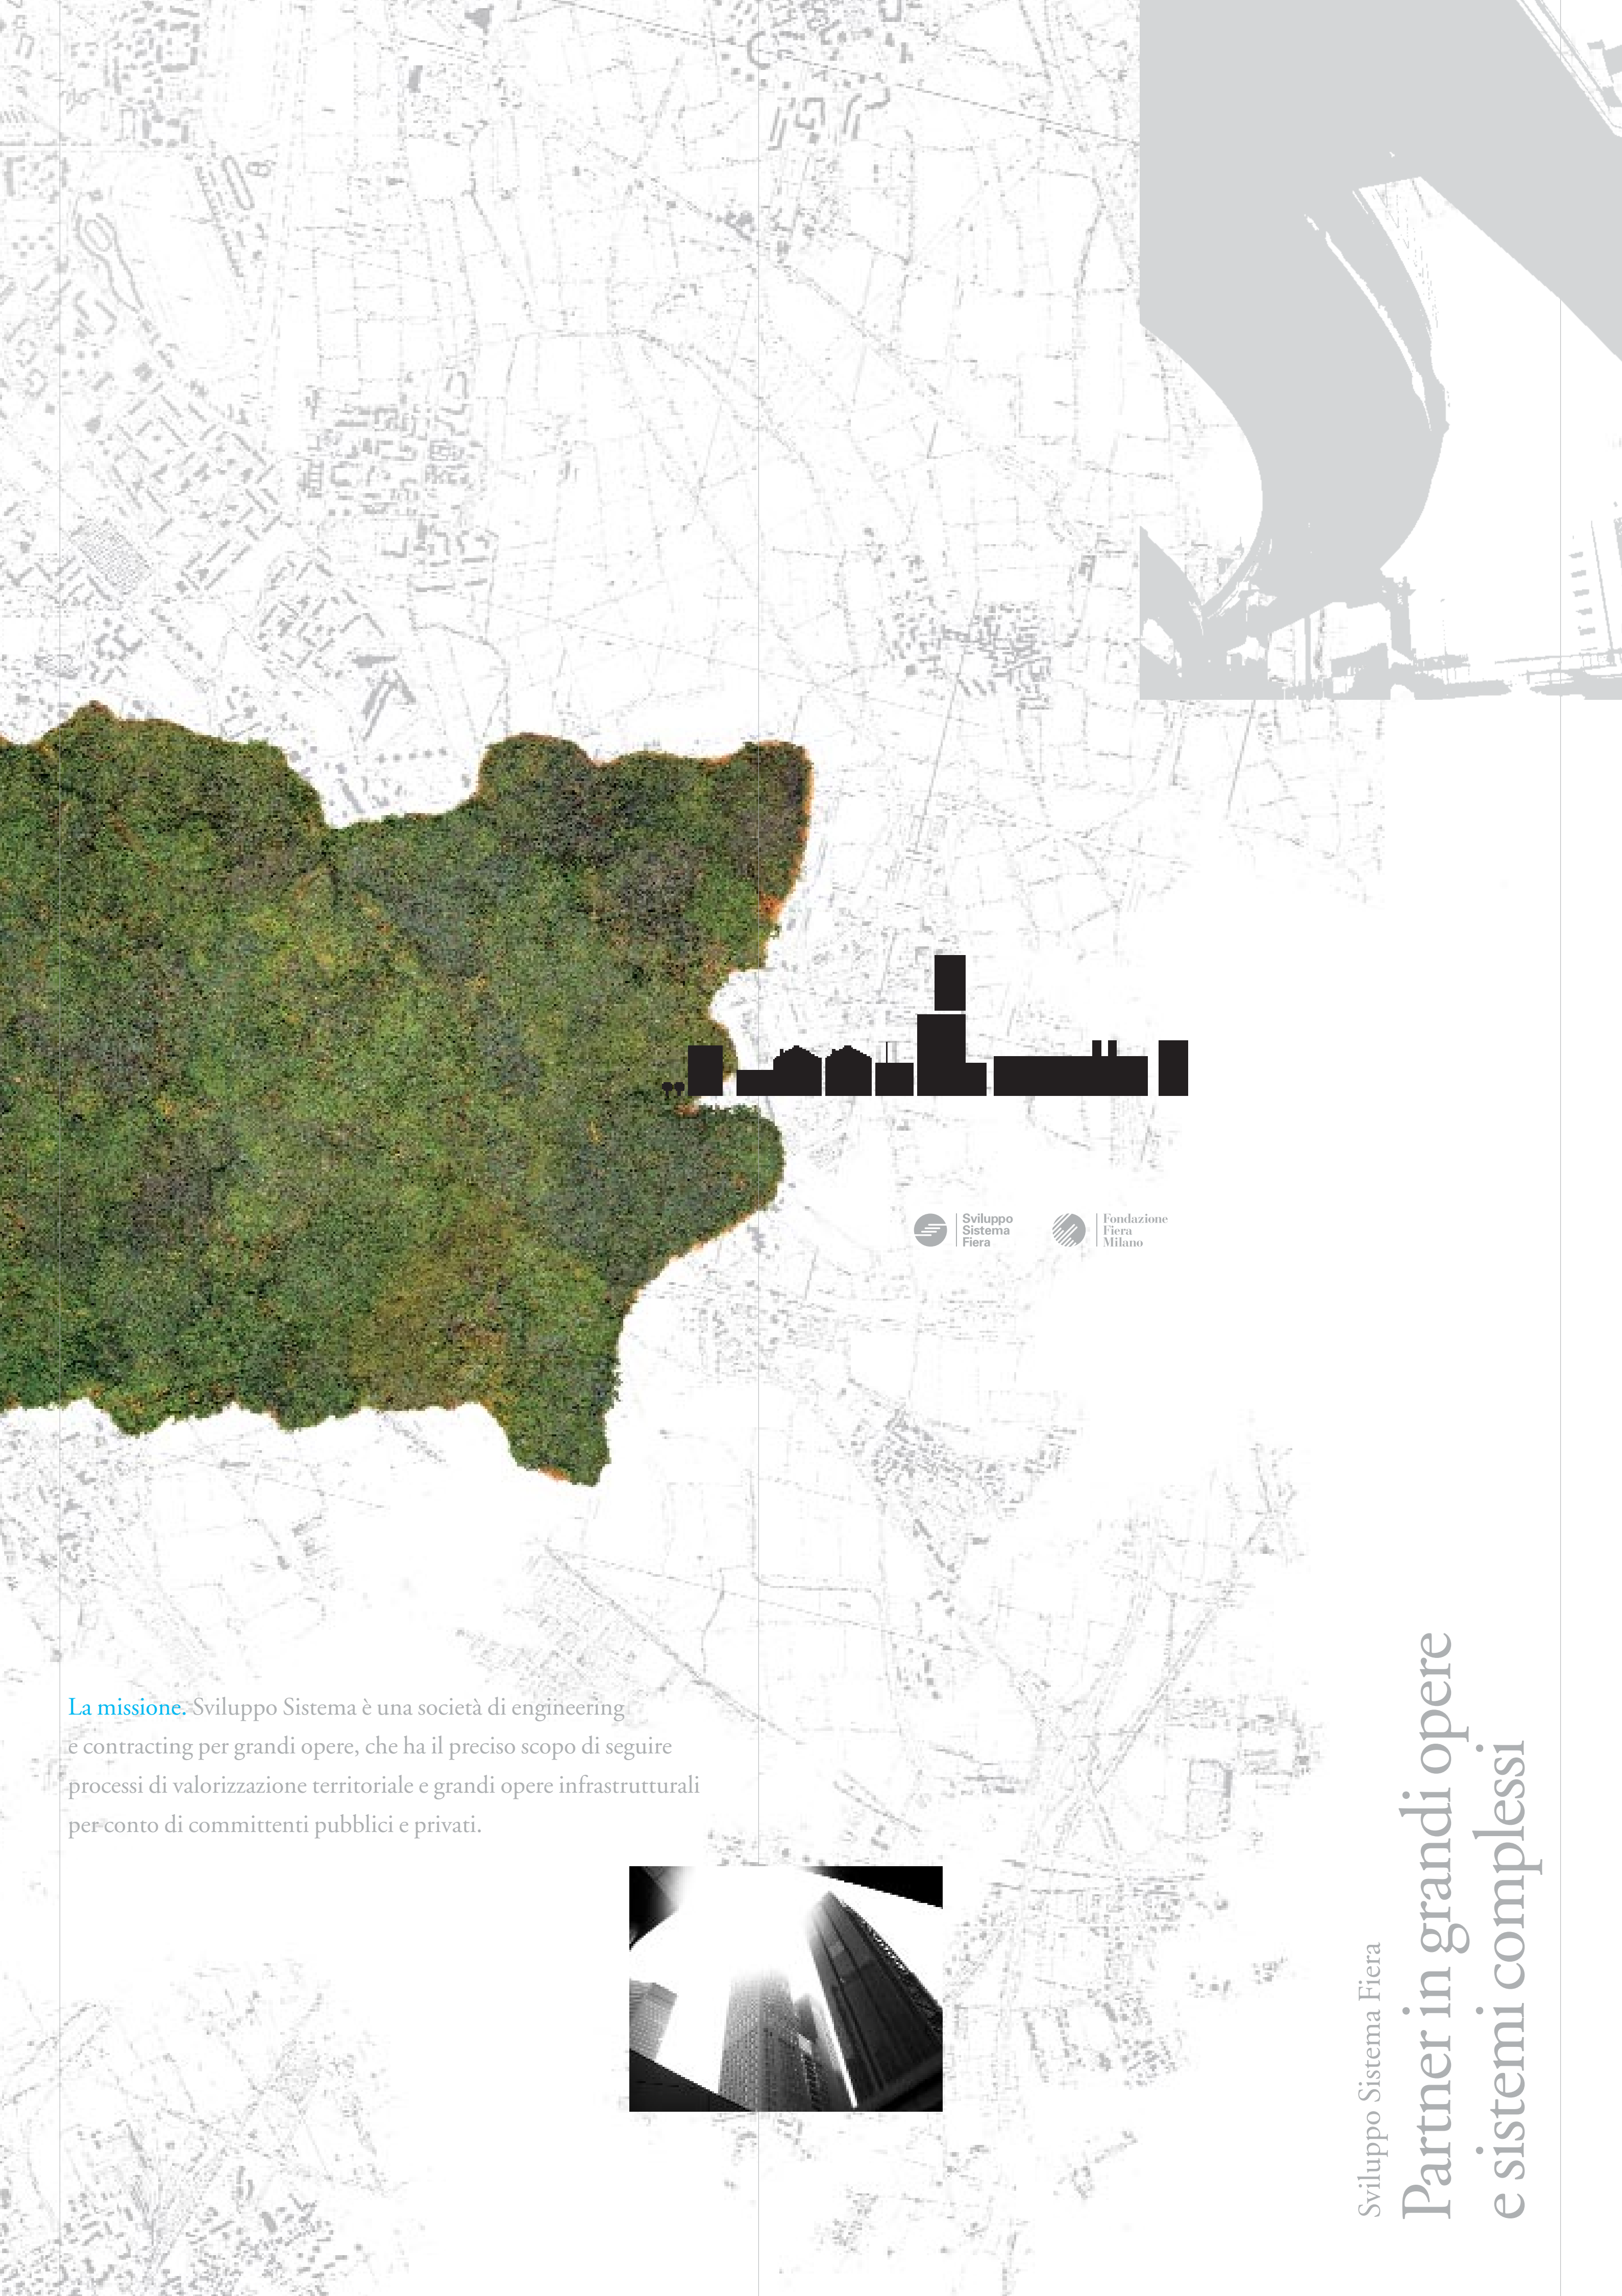 Sviluppo
Sistema
Fiera
Fondazione
Fiera
Milano
La missione. Sviluppo Sistema è una società di engineering
e contracting per grandi opere, che ha il preciso scopo di seguire
processi di valorizzazione territoriale e grandi opere infrastrutturali
per conto di committenti pubblici e privati.
Sviluppo Sistema Fiera
Partner in grandi opere
e sistemi complessi